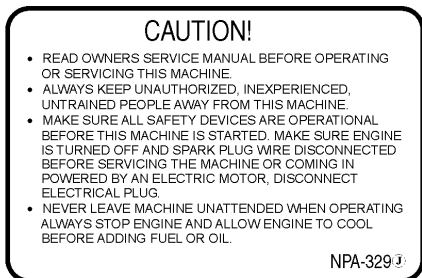 CAUTION!
• READ OWNERS SERVICE MANUAL BEFORE OPERATING
OR SERVICING THIS MACHINE.
• ALWAYS KEEP UNAUTHORIZED, INEXPERIENCED,
UNTRAINED PEOPLE AWAY FROM THIS MACHINE.
• MAKE SURE ALL SAFETY DEVICES ARE OPERATIONAL
BEFORE THIS MACHINE IS STARTED. MAKE SURE ENGINE
IS TURNED OFF AND SPARK PLUG WIRE DISCONNECTED
BEFORE SERVICING THE MACHINE OR COMING IN
POWERED BY AN ELECTRIC MOTOR, DISCONNECT
ELECTRICAL PLUG.
• NEVER LEAVE MACHINE UNATTENDED WHEN OPERATING
ALWAYS STOP ENGINE AND ALLOW ENGINE TO COOL
BEFORE ADDING FUEL OR OIL.
NPA-329 J